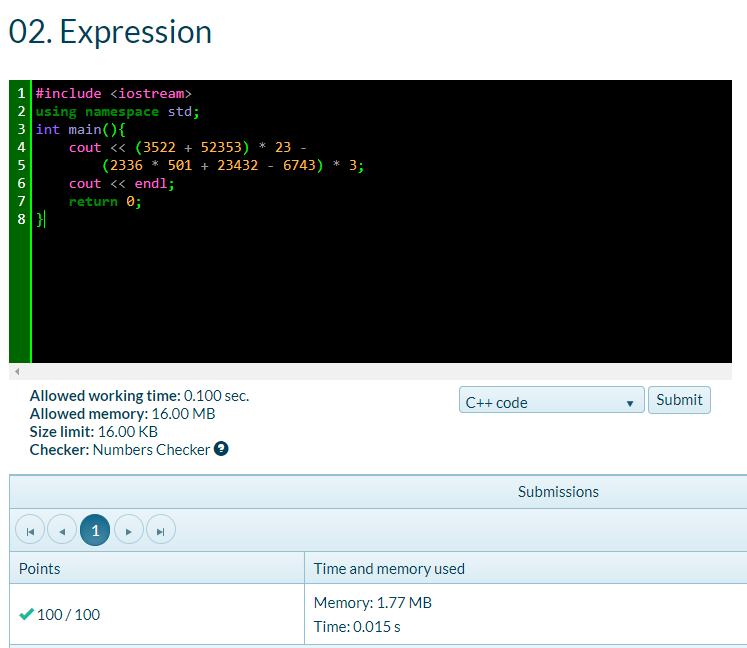 02. Expression
1 #include <iostream>
2 using namespace std;
3 int main(){
4     cout << (3522 + 52353) * 23 -
5         (2336 * 501 + 23432 - 6743) * 3;
6     cout << endl;
7     return 0;
8 }
Allowed working time: 0.100 sec.
Allowed memory: 16.00 MB
Size limit: 16.00 KB
Checker: Numbers Checker ?
C++ code
Submit
Submissions
1
Points
Time and memory used
100 / 100
Memory: 1.77 MB
Time: 0.015 s